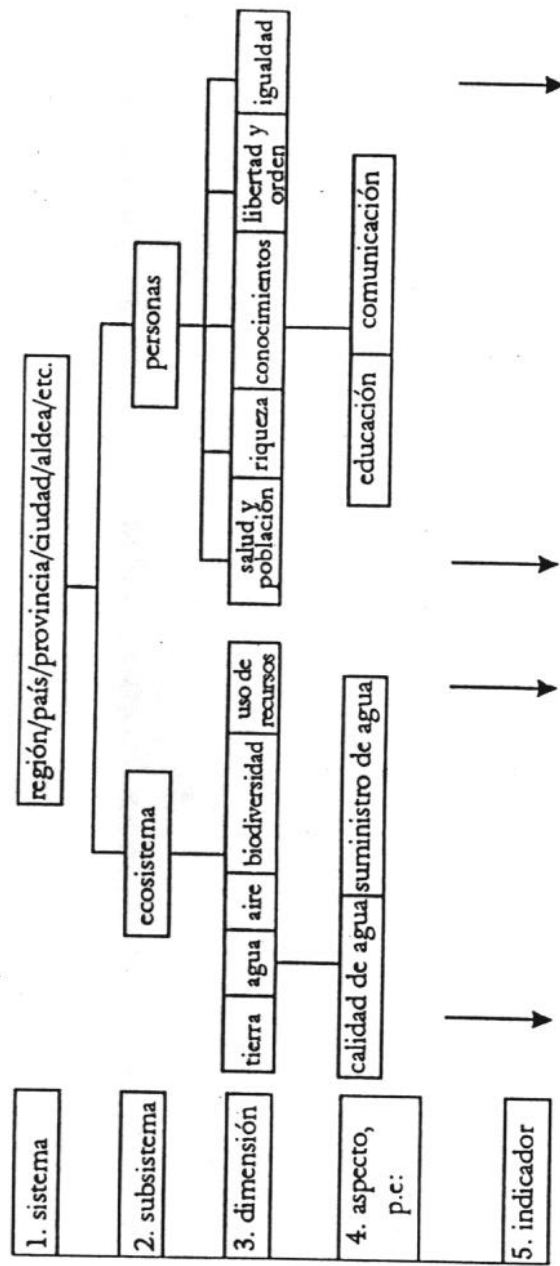 1. sistema
región/país/provincia/ciudad/aldea/etc.
2. subsistema
ecosistema
personas
3. dimensión
tierra
agua
aire
biodiversidad
uso de
recursos
salud y
población
riqueza
conocimientos
libertad y
orden
igualdad
4. aspecto,
p.e:
calidad de agua
suministro de agua
educación
comunicación
5. indicador